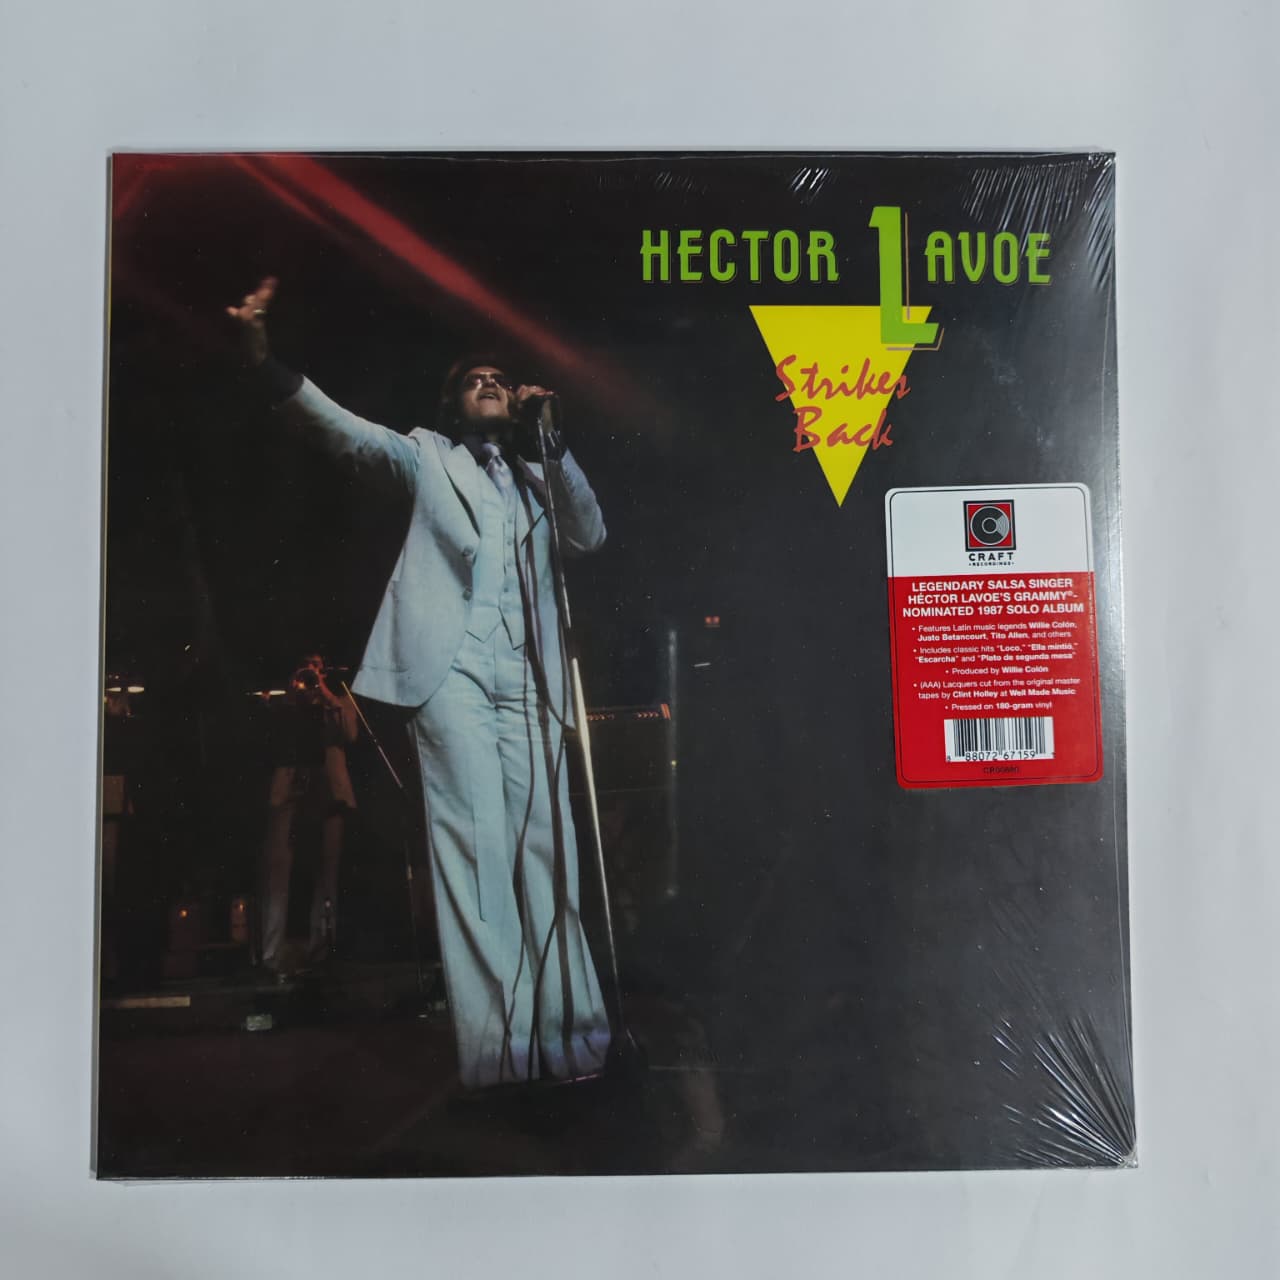 HECTOR LAVOE
Strikes
Back
CRAFT
•RECORDINGS•
LEGENDARY SALSA SINGER
HÉCTOR LAVOE'S GRAMMY®-
NOMINATED 1987 SOLO ALBUM
• Features Latin music legends Willie Colón,
Justo Betancourt, Tito Allen, and others
• Includes classic hits "Loco," "Ella mintió,"
"Escarcha" and "Plato de segunda mesa"
• Produced by Willie Colón
• (AAA) Lacquers cut from the original master
tapes by Clint Holley at Well Made Music
• Pressed on 180-gram vinyl
8 88072 67159